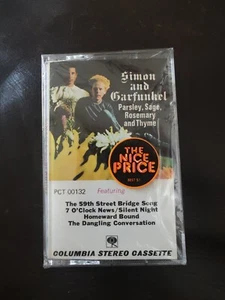 Simon
and
Garfunkel
Parsley, Sage,
Rosemary
and Thyme
THE
NICE
PRICE
PCT 00132
Featuring
The 59th Street Bridge Song
7 O'Clock News/Silent Night
Homeward Bound
The Dangling Conversation
COLUMBIA STEREO CASSETTE